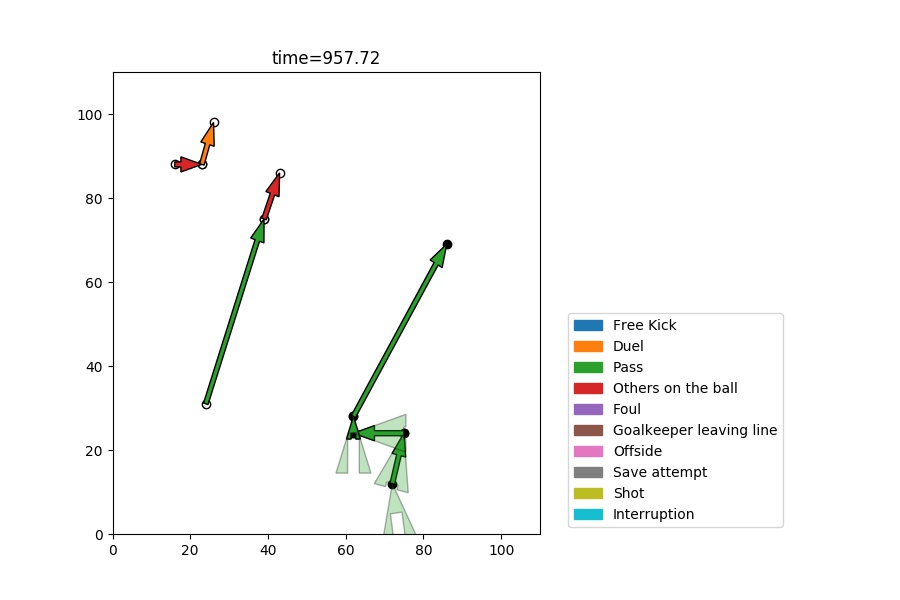 time=957.72
100
80
60
40
20
0
0 20 40 60 80 100
Free Kick
Duel
Pass
Others on the ball
Foul
Goalkeeper leaving line
Offside
Save attempt
Shot
Interruption